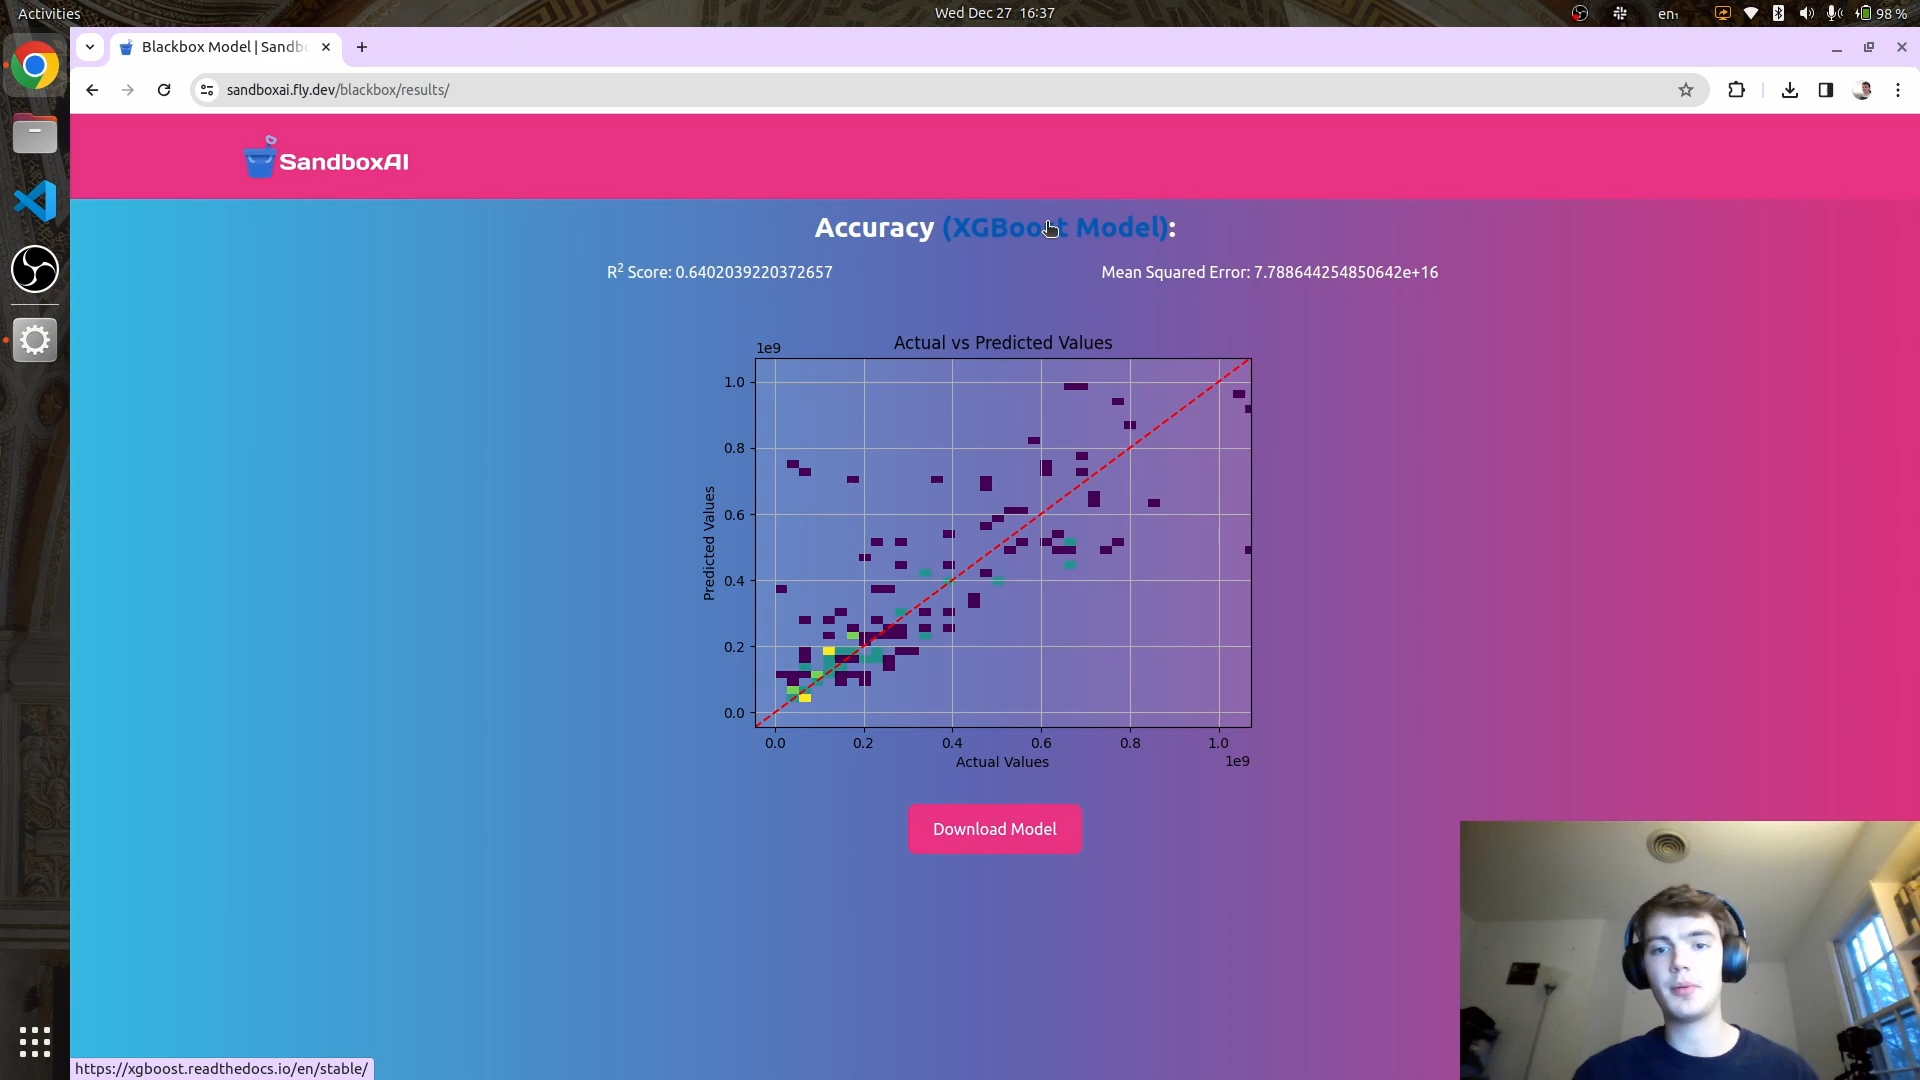 Activities
Wed Dec 27 16:37
en₁
98 %
Blackbox Model | Sandb
sandboxai.fly.dev/blackbox/results/
SandboxAI
Accuracy (XGBoost Model):
R² Score: 0.6402039220372657
Mean Squared Error: 7.788644254850642e+16
Actual vs Predicted Values
1e9
1.0
0.8
0.6
0.4
0.2
0.0
Predicted Values
0.0 0.2 0.4 0.6 0.8 1.0
Actual Values
1e9
Download Model
https://xgboost.readthedocs.io/en/stable/